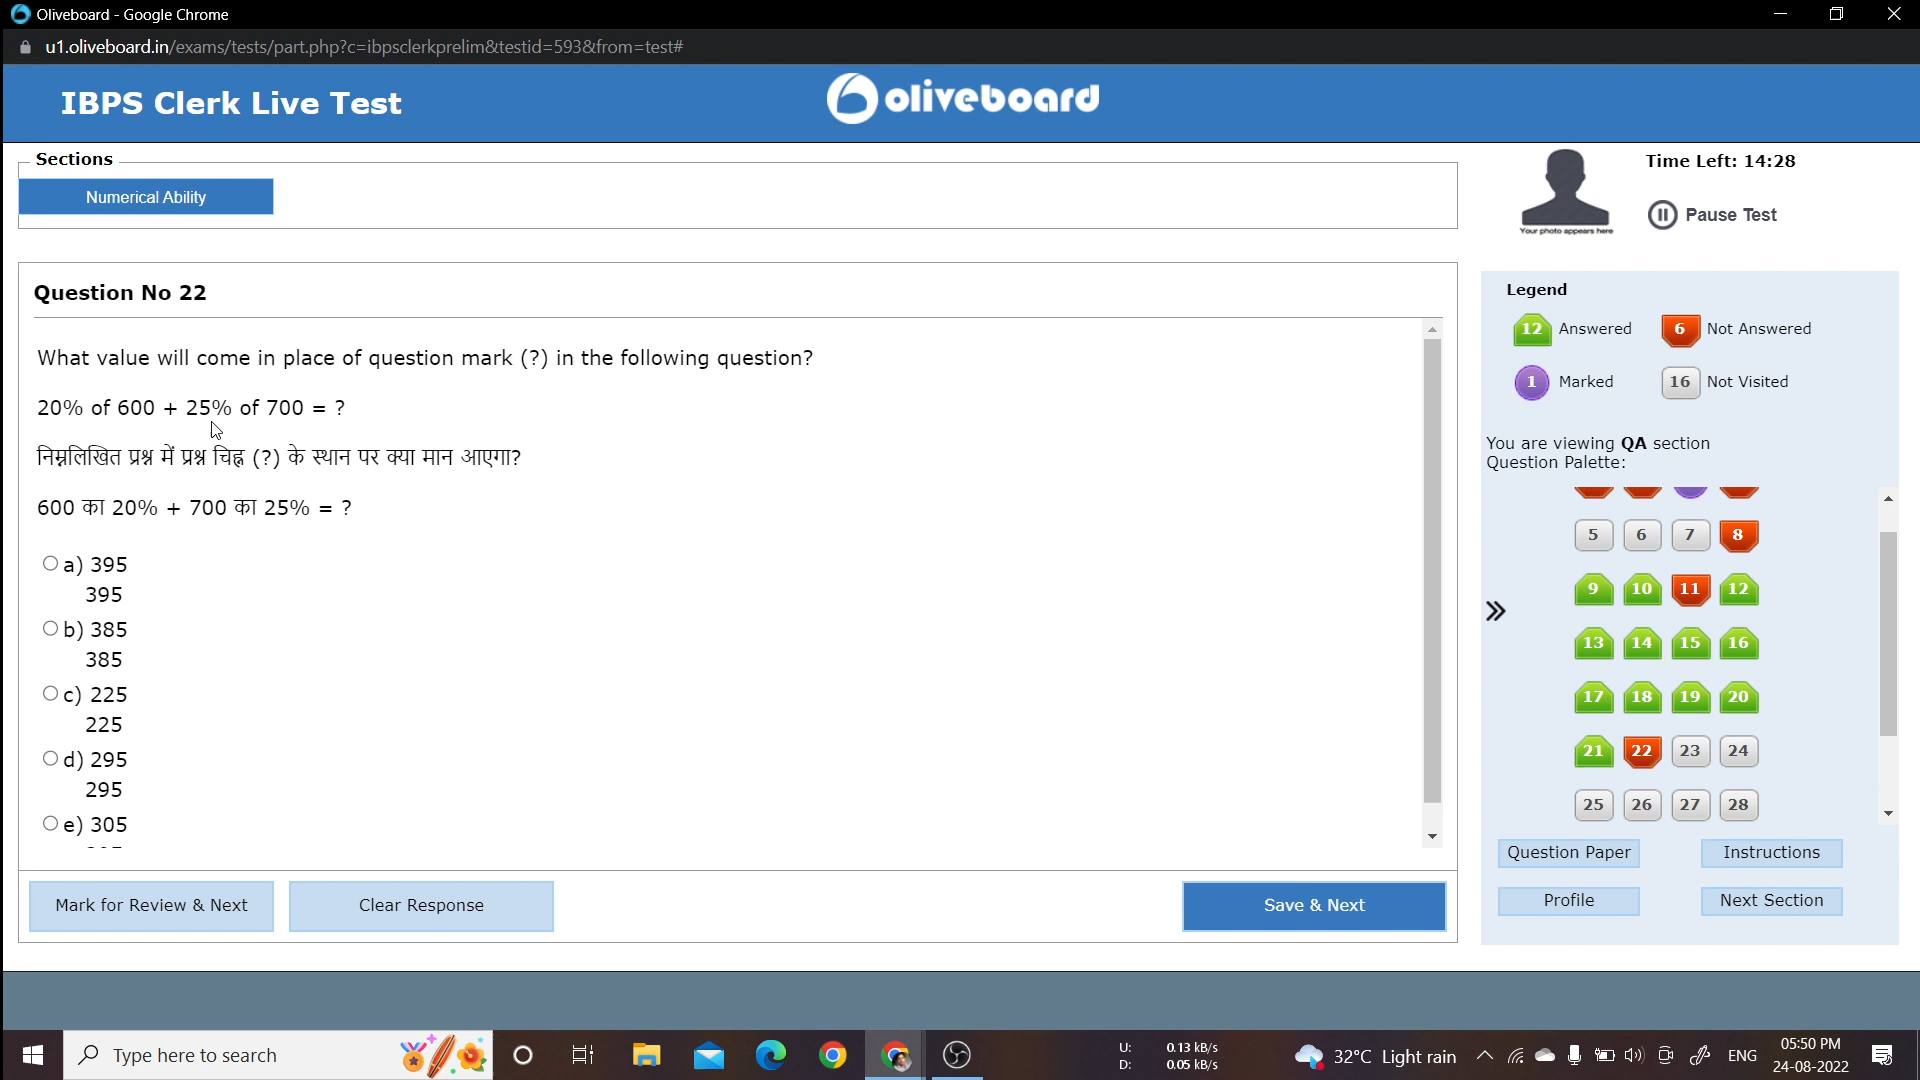 Oliveboard - Google Chrome
u1.oliveboard.in/exams/tests/part.php?c=ibpsclerkprelim&testid=593&from=test#
IBPS Clerk Live Test
oliveboard
Sections
Numerical Ability
Your photo appears here
Time Left: 14:28
Pause Test
Question No 22
What value will come in place of question mark (?) in the following question?
20% of 600 + 25% of 700 = ?
निम्नलिखित प्रश्न में प्रश्न चिह्न (?) के स्थान पर क्या मान आएगा?
600 का 20% + 700 का 25% = ?
a) 395
395
b) 385
385
c) 225
225
d) 295
295
e) 305
Mark for Review & Next
Clear Response
Save & Next
Legend
12 Answered
6 Not Answered
1 Marked
16 Not Visited
You are viewing QA section
Question Palette:
5 6 7 8
9 10 11 12
13 14 15 16
17 18 19 20
21 22 23 24
25 26 27 28
Question Paper
Instructions
Profile
Next Section
Type here to search
U: 0.13 kB/s
D: 0.05 kB/s
32°C Light rain
ENG
05:50 PM
24-08-2022